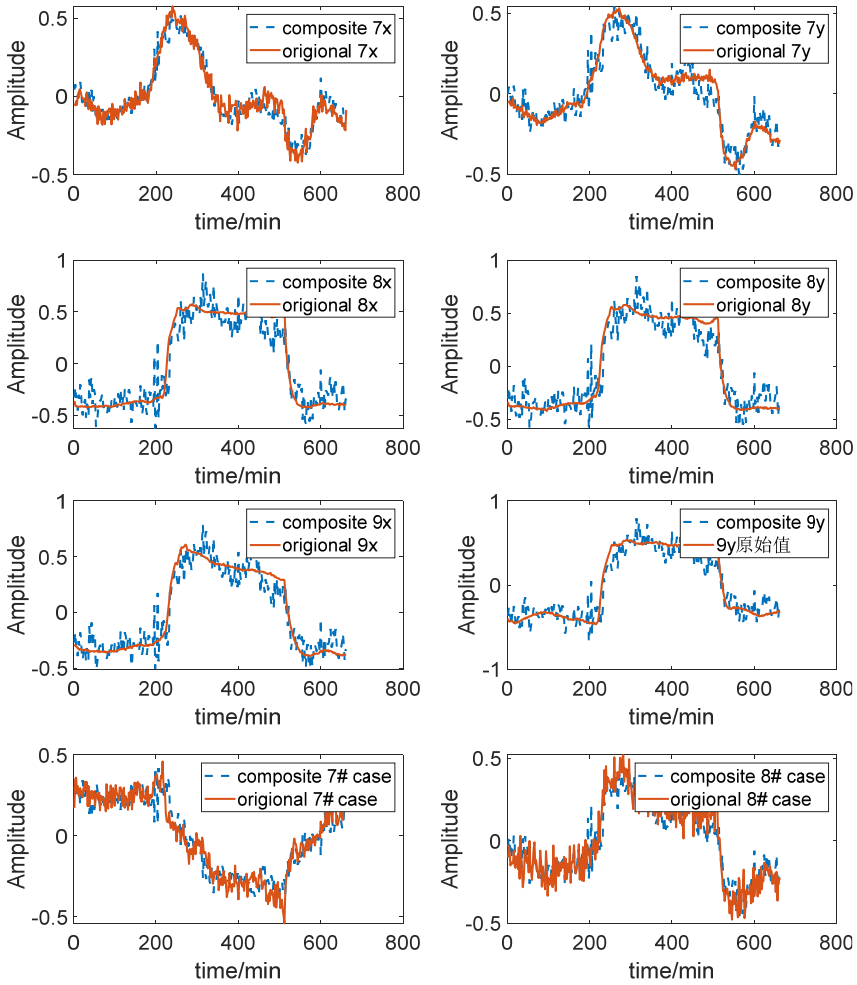 0.5
0
-0.5
Amplitude
composite 7x
origional 7x
0 200 400 600 800
time/min
0.5
0
-0.5
Amplitude
composite 7y
origional 7y
0 200 400 600 800
time/min
1
0.5
0
-0.5
Amplitude
composite 8x
origional 8x
0 200 400 600 800
time/min
1
0.5
0
-0.5
Amplitude
composite 8y
origional 8y
0 200 400 600 800
time/min
1
0.5
0
-0.5
Amplitude
composite 9x
origional 9x
0 200 400 600 800
time/min
1
0
-1
Amplitude
composite 9y
9y原始值
0 200 400 600 800
time/min
0.5
0
-0.5
Amplitude
composite 7# case
origional 7# case
0 200 400 600 800
time/min
0.5
0
-0.5
Amplitude
composite 8# case
origional 8# case
0 200 400 600 800
time/min